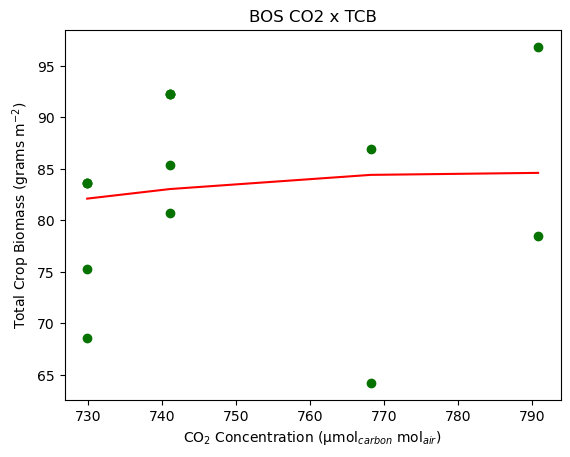 BOS CO2 x TCB
95
90
85
80
75
70
65
Total Crop Biomass (grams m⁻²)
730 740 750 760 770 780 790
CO₂ Concentration (μmol_carbon mol_air)